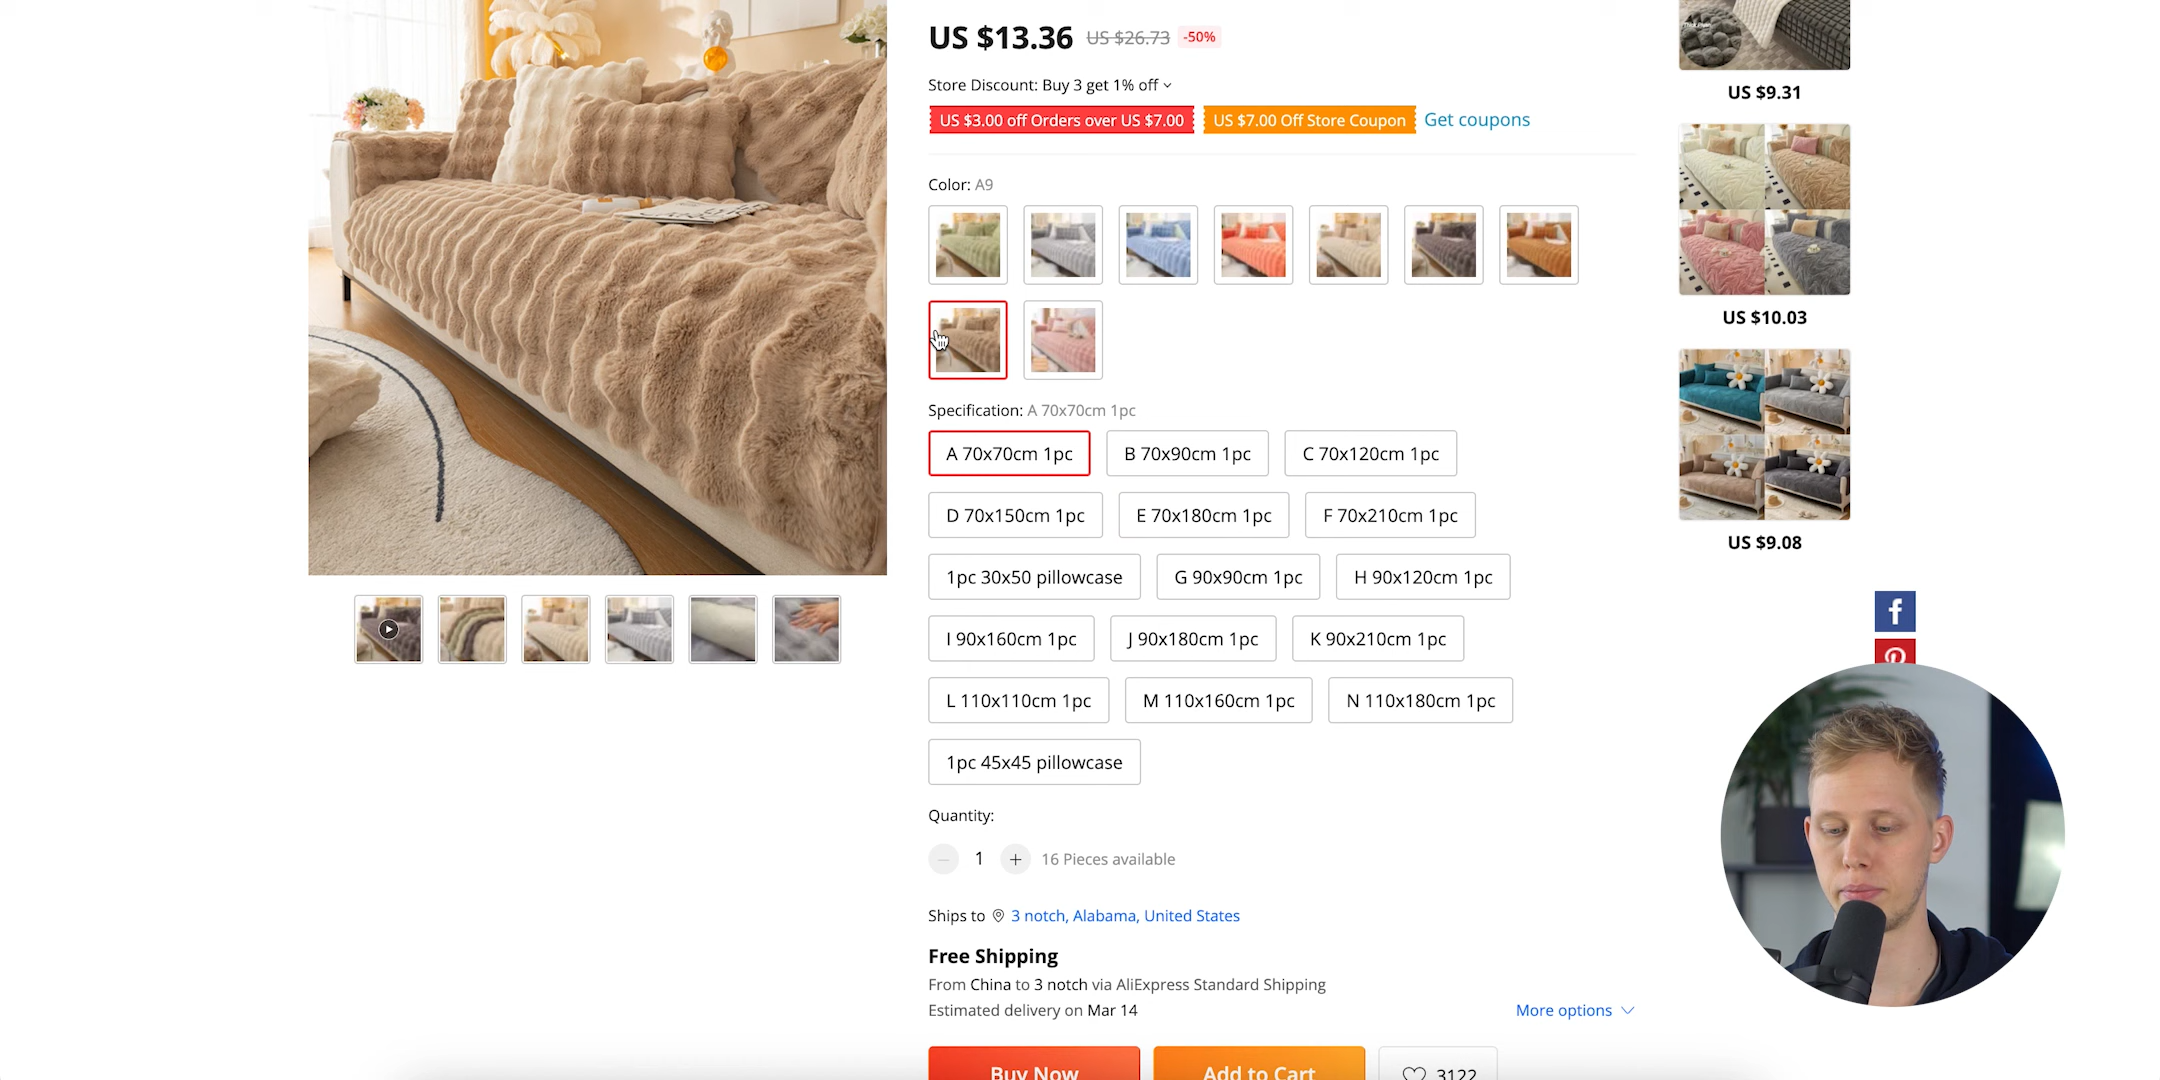 US $13.36 US $26.73 -50%
Store Discount: Buy 3 get 1% off
US $3.00 off Orders over US $7.00 US $7.00 Off Store Coupon Get coupons
Color: A9
Specification: A 70x70cm 1pc
A 70x70cm 1pc B 70x90cm 1pc C 70x120cm 1pc
D 70x150cm 1pc E 70x180cm 1pc F 70x210cm 1pc
1pc 30x50 pillowcase G 90x90cm 1pc H 90x120cm 1pc
I 90x160cm 1pc J 90x180cm 1pc K 90x210cm 1pc
L 110x110cm 1pc M 110x160cm 1pc N 110x180cm 1pc
1pc 45x45 pillowcase
Quantity:
1 16 Pieces available
Ships to 3 notch, Alabama, United States
Free Shipping
From China to 3 notch via AliExpress Standard Shipping
Estimated delivery on Mar 14 More options
Buy Now Add to Cart 3122
US $9.31
US $10.03
US $9.08